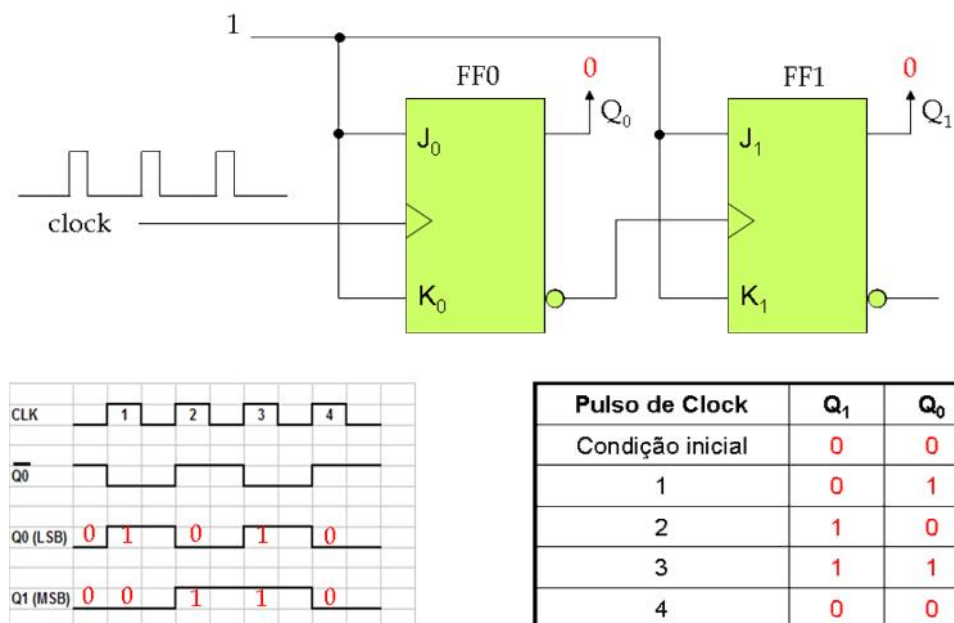 1
FF0
0
FF1
0
Q₀
Q₁
J₀
J₁
clock
K₀
K₁
CLK 1 2 3 4
Q̅0̅
Q0 (LSB) 0 1 0 1 0
Q1 (MSB) 0 0 1 1 0
Pulso de Clock Q₁ Q₀
Condição inicial 0 0
1 0 1
2 1 0
3 1 1
4 0 0